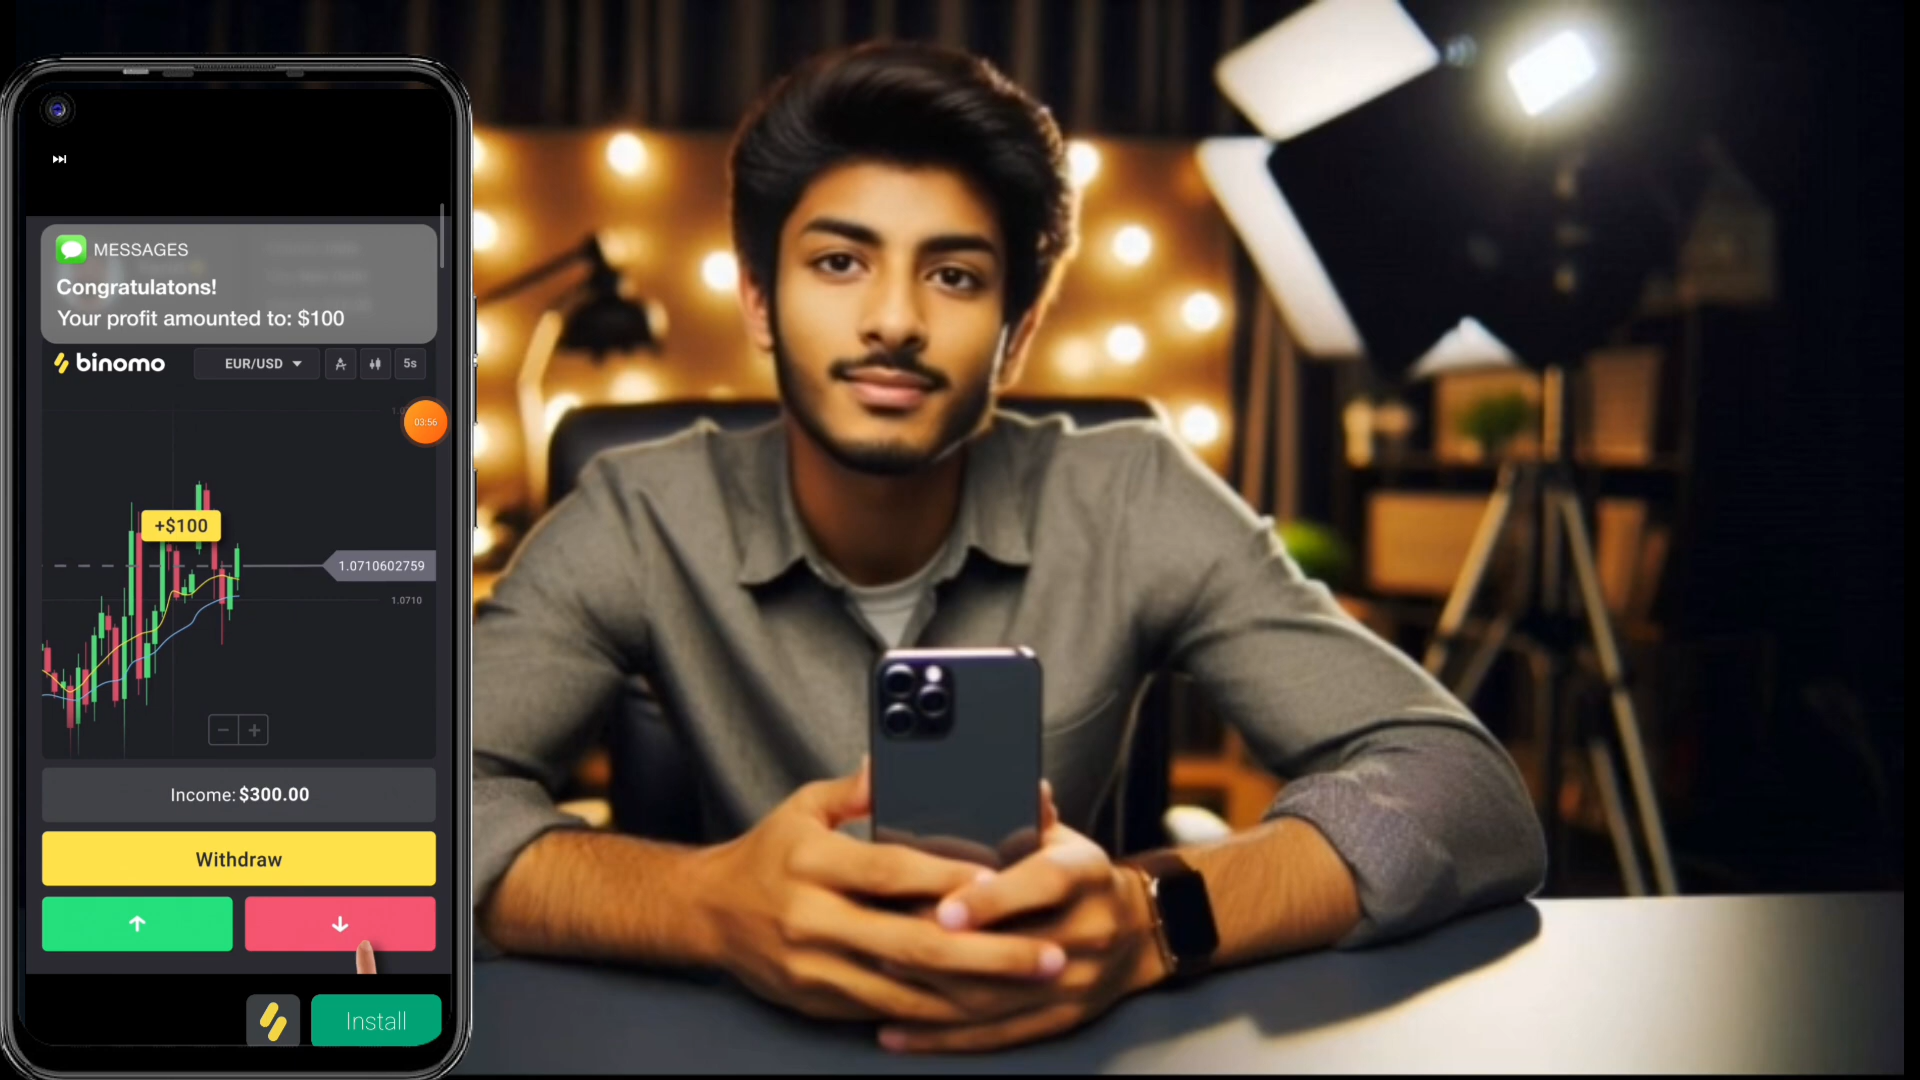 MESSAGES
Congratulatons!
Your profit amounted to: $100
binomo
EUR/USD
5s
03:56
+$100
1.0710602759
1.0710
Income: $300.00
Withdraw
Install